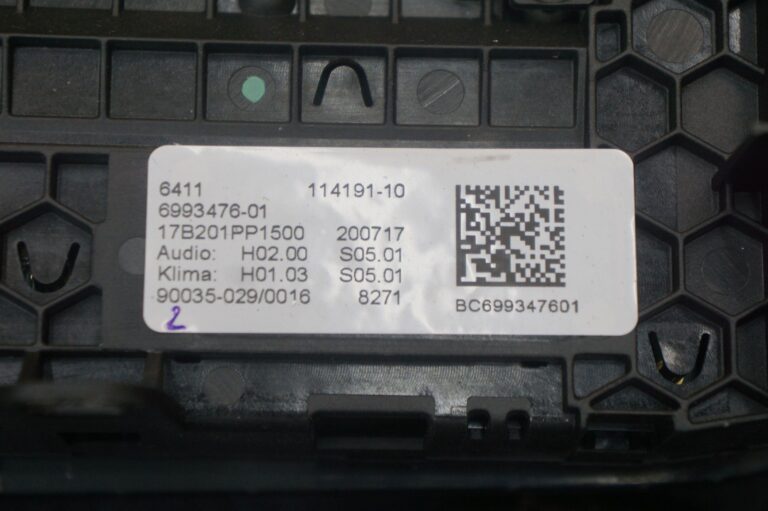 6411 114191-10
6993476-01
17B201PP1500 200717
Audio: H02.00 S05.01
Klima: H01.03 S05.01
90035-029/0016 8271
BC699347601
2